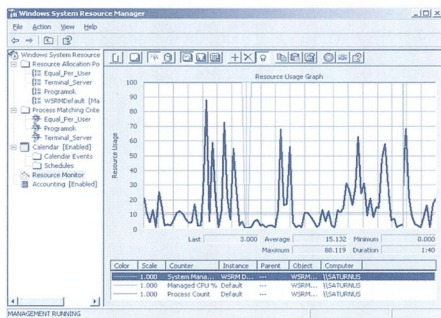 Windows System Resource Manager
File Action View Help
Windows System Resource
Resource Allocation Po
Equal_Per_User
Terminal_Server
Programok
WSRMDefault [Ma
Process Matching Crite
Equal_Per_User
Programok
Terminal_Server
Calendar [Enabled]
Calendar Events
Schedules
Resource Monitor
Accounting [Enabled]
Resource Usage Graph
Resource Usage
100
90
80
70
60
50
40
30
20
10
0
Last 3.000 Average 15.132 Minimum 0.000
Maximum 88.119 Duration 1:40
Color Scale Counter Instance Parent Object Computer
1.000 System Mana... WSRM D... --- WSRM... \\SATURNUS
1.000 Managed CPU % Default --- WSRM... \\SATURNUS
1.000 Process Count Default --- WSRM... \\SATURNUS
MANAGEMENT RUNNING